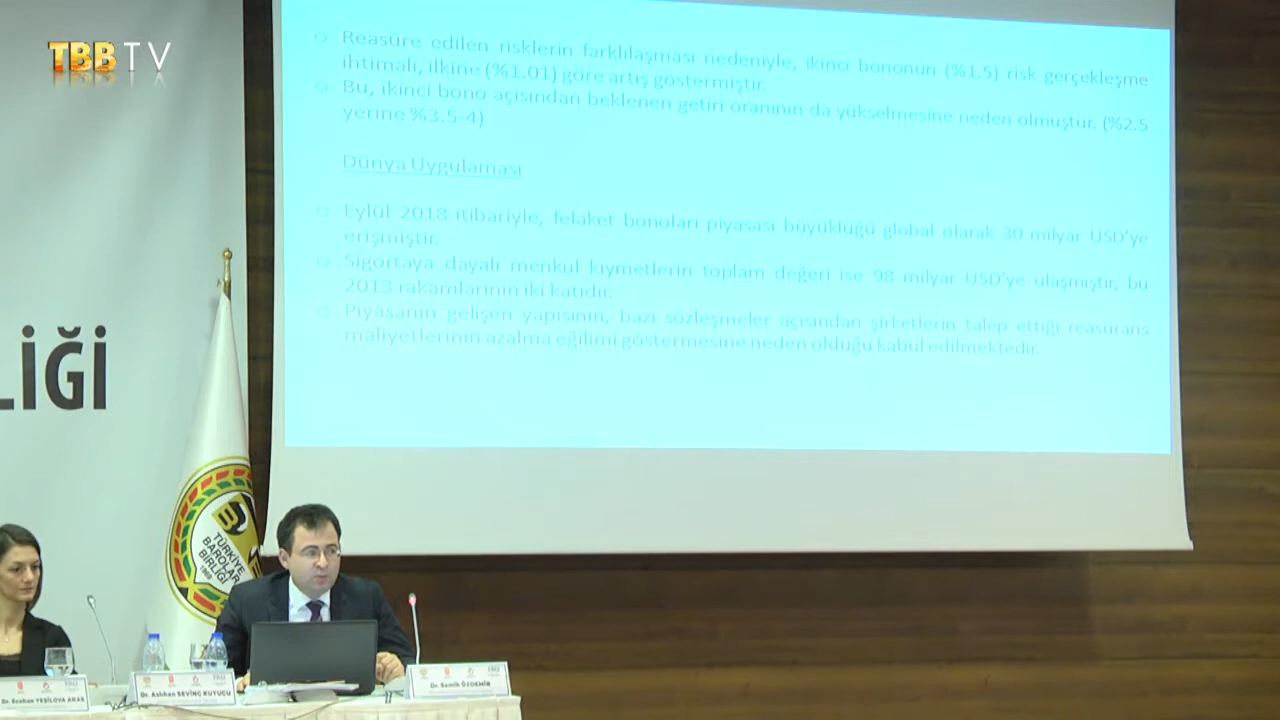 TBB TV
Reasüre edilen risklerin farklılaşması nedeniyle, ikinci bononun (%1.5) risk gerçekleşme
ihtimali, ilkine (%1.01) göre artış göstermiştir.
Bu, ikinci bono açısından beklenen getiri oranının da yükselmesine neden olmuştur. (%2.5
yerine %3.5-4)
Dünya Uygulaması
Eylül 2018 itibariyle, felaket bonoları piyasası büyüklüğü global olarak 30 milyar USD'ye
erişmiştir.
Sigortaya dayalı menkul kıymetlerin toplam değeri ise 98 milyar USD'ye ulaşmıştır, bu
2013 rakamlarının iki katıdır.
Piyasanın gelişen yapısının, bazı sözleşmeler açısından şirketlerin talep ettiği reasürans
maliyetlerinin azalma eğilimi göstermesine neden olduğu kabul edilmektedir.
LİĞİ
TÜRKİYE
BAROLAR
BİRLİĞİ
1969
Dr. Aslıhan SEVİNÇ KUYUCU
Dr. Semih ÖZDEMİR